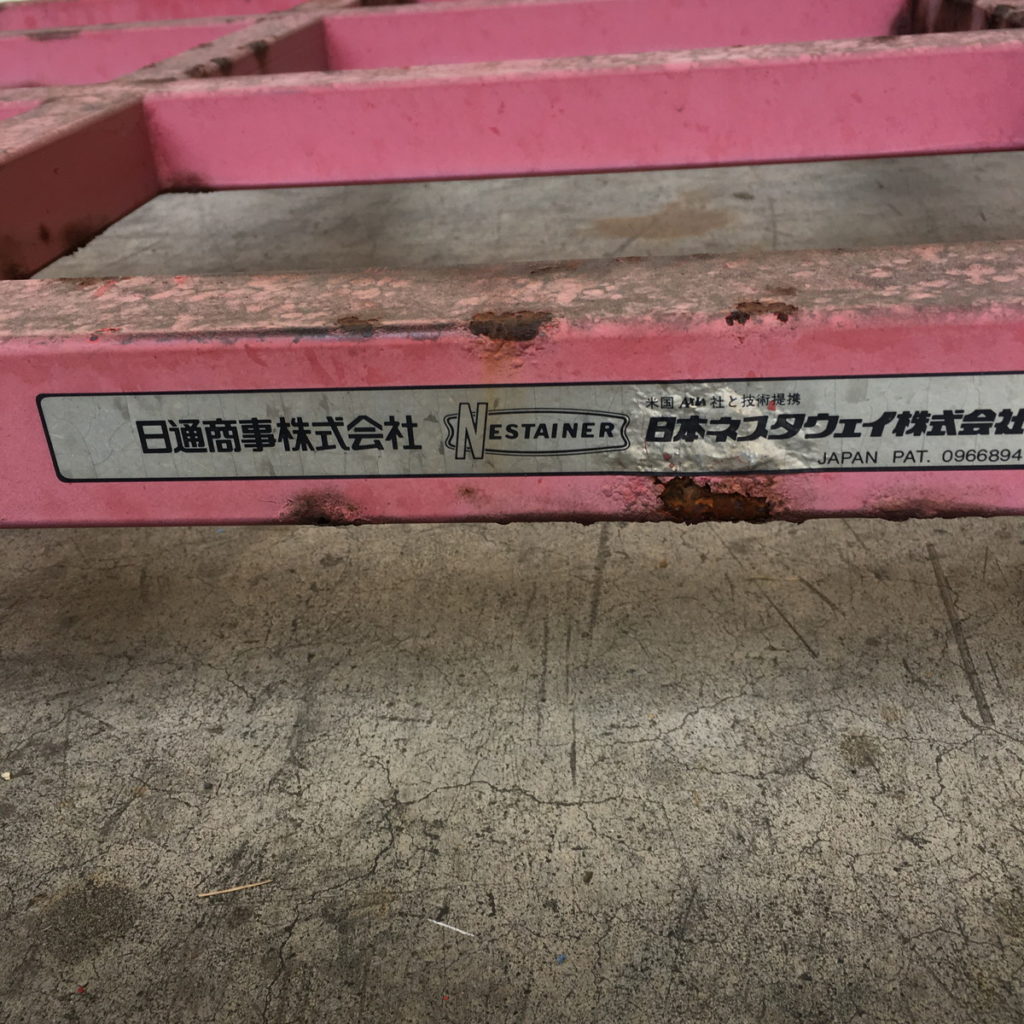 日通商事株式会社
NESTAINER
米国 社と技術提携
日本ネスタウェイ株式会社
JAPAN PAT. 0966894